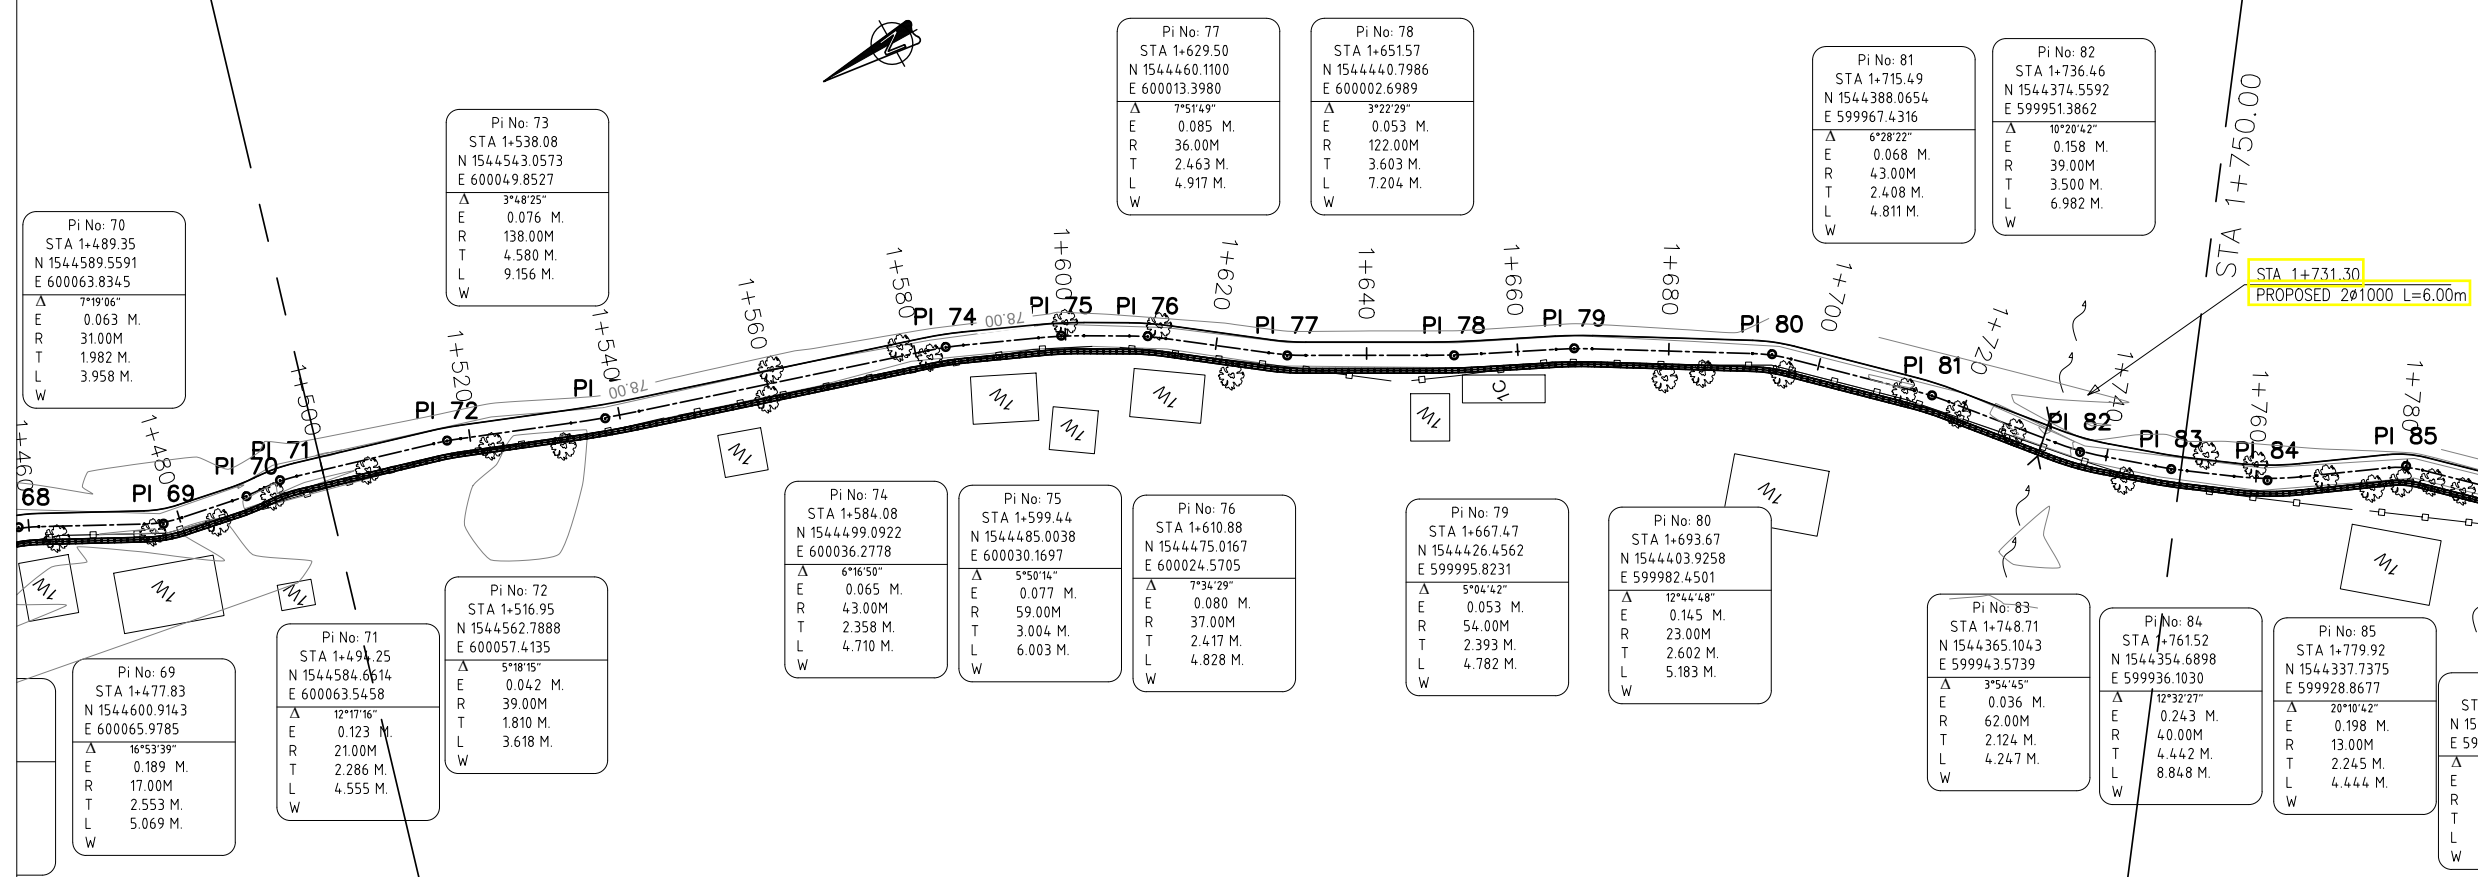 Pi No: 77
STA 1+629.50
N 1544460.1100
E 600013.3980
Δ 7°51'49"
E 0.085 M.
R 36.00M
T 2.463 M.
L 4.917 M.
W
Pi No: 78
STA 1+651.57
N 1544440.7986
E 600002.6989
Δ 3°22'29"
E 0.053 M.
R 122.00M
T 3.603 M.
L 7.204 M.
W
Pi No: 81
STA 1+715.49
N 1544388.0654
E 599967.4316
Δ 6°28'22"
E 0.068 M.
R 43.00M
T 2.408 M.
L 4.811 M.
W
Pi No: 82
STA 1+736.46
N 1544374.5592
E 599951.3862
Δ 10°20'42"
E 0.158 M.
R 39.00M
T 3.500 M.
L 6.982 M.
W
Pi No: 73
STA 1+538.08
N 1544543.0573
E 600049.8527
Δ 3°48'25"
E 0.076 M.
R 138.00M
T 4.580 M.
L 9.156 M.
W
Pi No: 70
STA 1+489.35
N 1544589.5591
E 600063.8345
Δ 7°19'06"
E 0.063 M.
R 31.00M
T 1.982 M.
L 3.958 M.
W
STA 1+750.00
STA 1+731.30
PROPOSED 2ø1000 L=6.00m
1+460
1+480
1+500
1+520
1+540
1+560
1+580
1+600
1+620
1+640
1+660
1+680
1+700
1+720
1+740
1+760
1+780
68
PI 69
PI 70
PI 71
PI 72
PI
PI 74
PI 75
PI 76
PI 77
PI 78
PI 79
PI 80
PI 81
PI 82
PI 83
PI 84
PI 85
78.00
78.00
1W
1W
1W
1W
1W
1W
1W
1W
1C
1W
1W
Pi No: 74
STA 1+584.08
N 1544499.0922
E 600036.2778
Δ 6°16'50"
E 0.065 M.
R 43.00M
T 2.358 M.
L 4.710 M.
W
Pi No: 75
STA 1+599.44
N 1544485.0038
E 600030.1697
Δ 5°50'14"
E 0.077 M.
R 59.00M
T 3.004 M.
L 6.003 M.
W
Pi No: 76
STA 1+610.88
N 1544475.0167
E 600024.5705
Δ 7°34'29"
E 0.080 M.
R 37.00M
T 2.417 M.
L 4.828 M.
W
Pi No: 79
STA 1+667.47
N 1544426.4562
E 599995.8231
Δ 5°04'42"
E 0.053 M.
R 54.00M
T 2.393 M.
L 4.782 M.
W
Pi No: 80
STA 1+693.67
N 1544403.9258
E 599982.4501
Δ 12°44'48"
E 0.145 M.
R 23.00M
T 2.602 M.
L 5.183 M.
W
Pi No: 72
STA 1+516.95
N 1544562.7888
E 600057.4135
Δ 5°18'15"
E 0.042 M.
R 39.00M
T 1.810 M.
L 3.618 M.
W
Pi No: 71
STA 1+494.25
N 1544584.6614
E 600063.5458
Δ 12°17'16"
E 0.123 M.
R 21.00M
T 2.286 M.
L 4.555 M.
W
Pi No: 69
STA 1+477.83
N 1544600.9143
E 600065.9785
Δ 16°53'39"
E 0.189 M.
R 17.00M
T 2.553 M.
L 5.069 M.
W
Pi No: 83
STA 1+748.71
N 1544365.1043
E 599943.5739
Δ 3°54'45"
E 0.036 M.
R 62.00M
T 2.124 M.
L 4.247 M.
W
Pi No: 84
STA 1+761.52
N 1544354.6898
E 599936.1030
Δ 12°32'27"
E 0.243 M.
R 40.00M
T 4.442 M.
L 8.848 M.
W
Pi No: 85
STA 1+779.92
N 1544337.7375
E 599928.8677
Δ 20°10'42"
E 0.198 M.
R 13.00M
T 2.245 M.
L 4.444 M.
W
ST
N 15
E 59
Δ
E
R
T
L
W